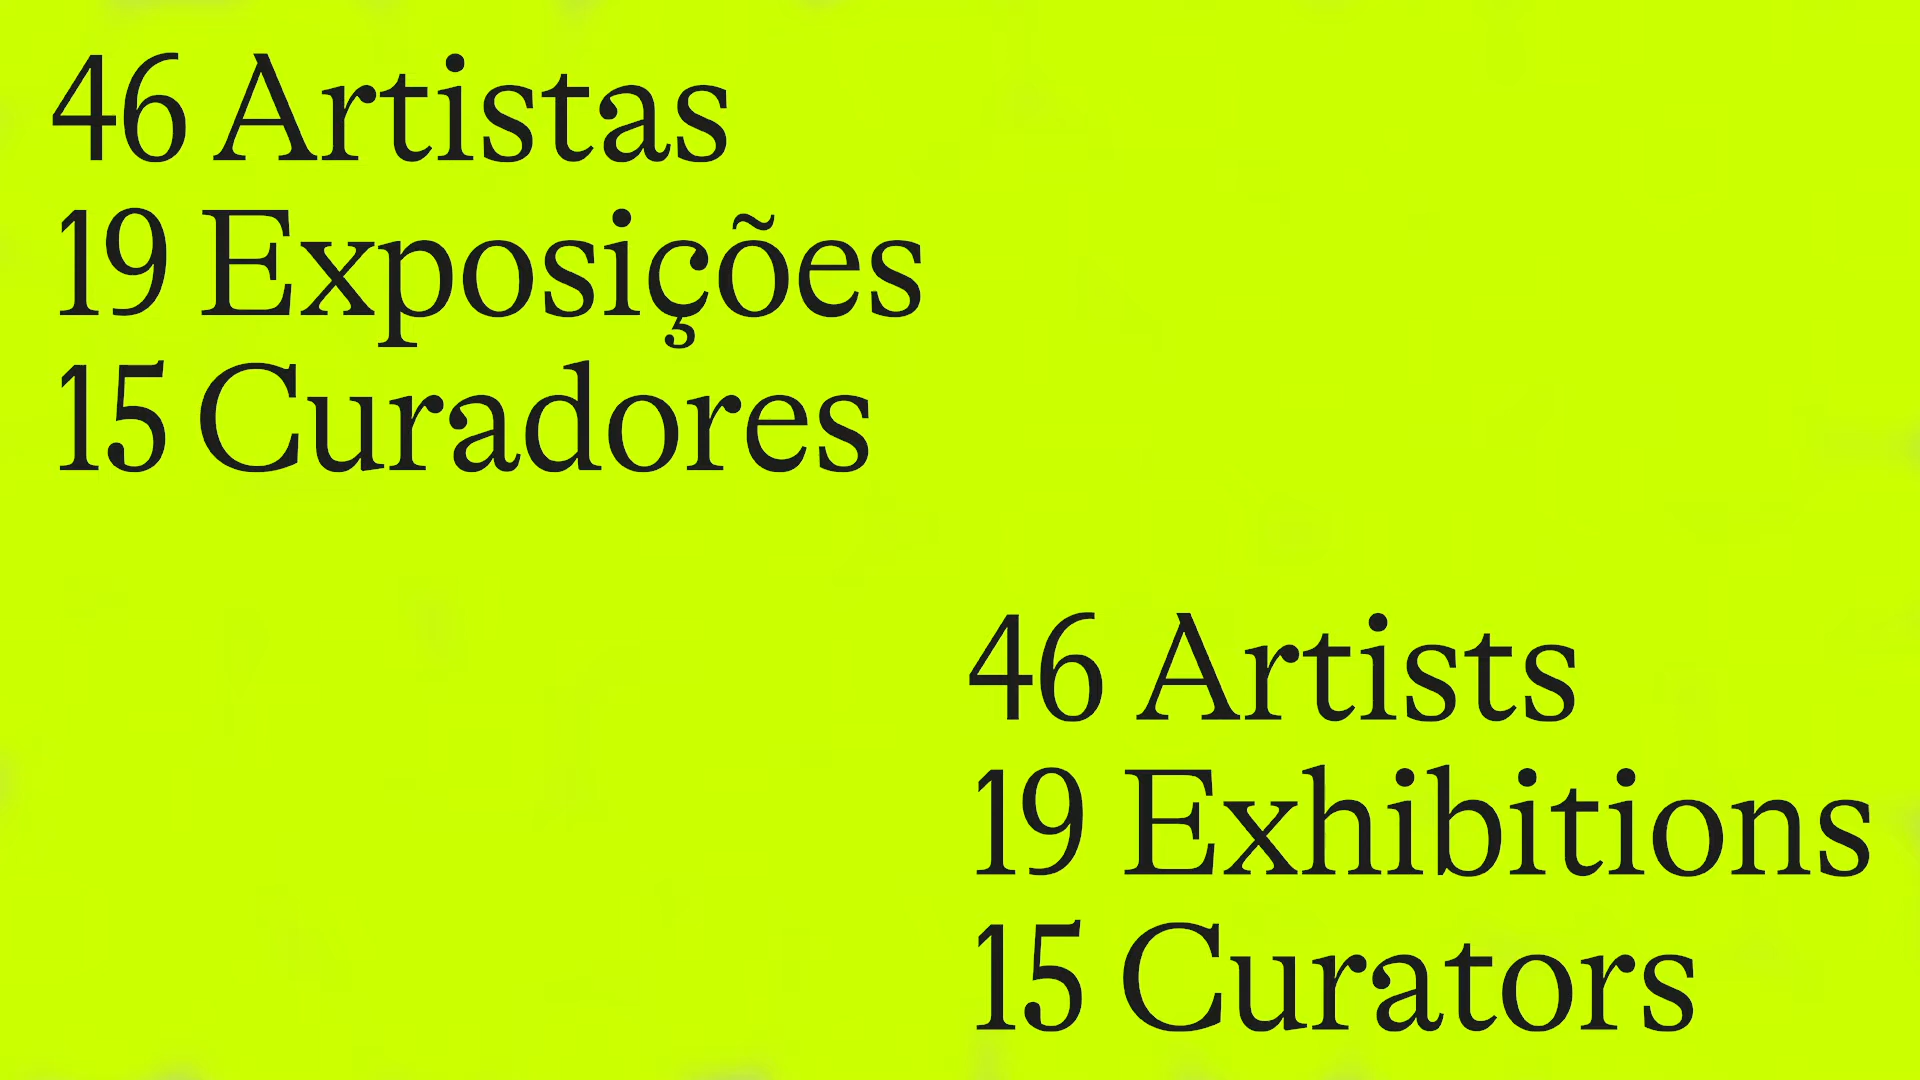 46 Artistas
19 Exposições
15 Curadores
46 Artists
19 Exhibitions
15 Curators